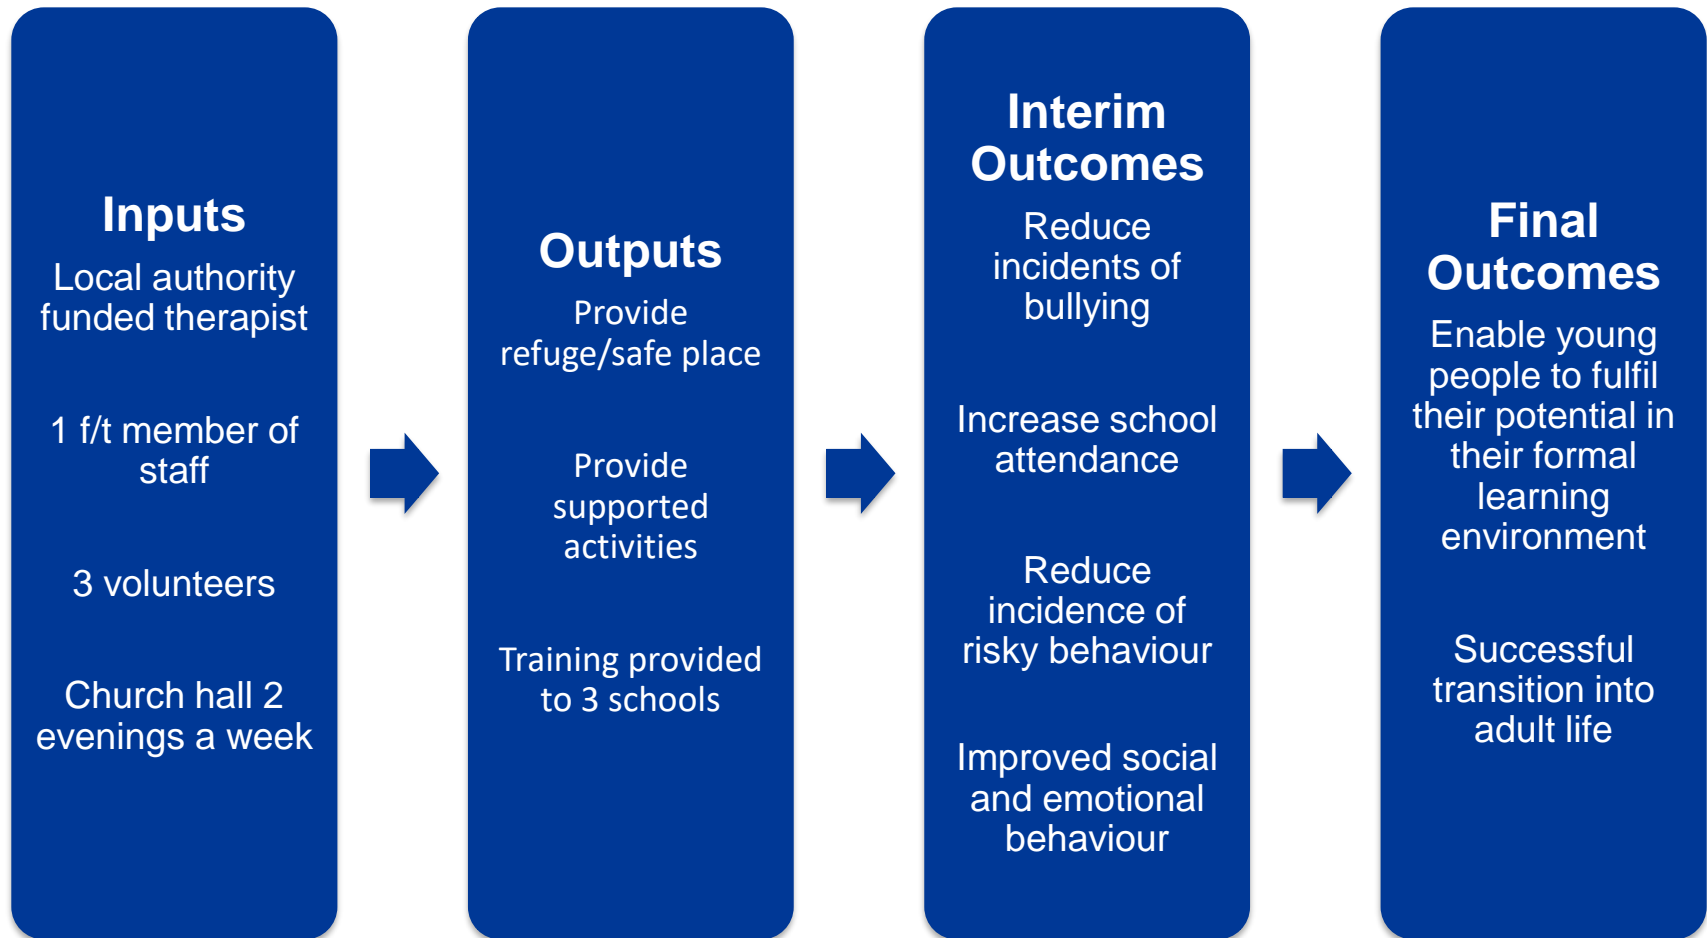 Inputs
Local authority
funded therapist
1 f/t member of
staff
3 volunteers
Church hall 2
evenings a week
Outputs
Provide
refuge/safe place
Provide
supported
activities
Training provided
to 3 schools
Interim
Outcomes
Reduce
incidents of
bullying
Increase school
attendance
Reduce
incidence of
risky behaviour
Improved social
and emotional
behaviour
Final
Outcomes
Enable young
people to fulfil
their potential in
their formal
learning
environment
Successful
transition into
adult life